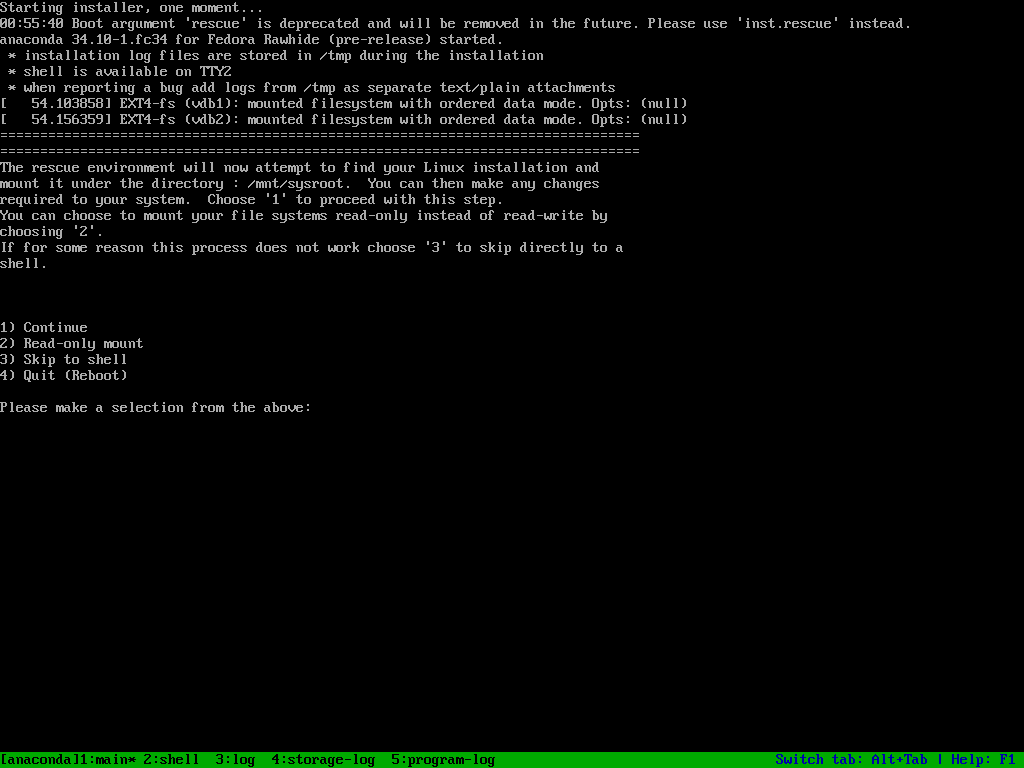 Starting installer, one moment...
00:55:40 Boot argument 'rescue' is deprecated and will be removed in the future. Please use 'inst.rescue' instead.
anaconda 34.10-1.fc34 for Fedora Rawhide (pre-release) started.
 * installation log files are stored in /tmp during the installation
 * shell is available on TTY2
 * when reporting a bug add logs from /tmp as separate text/plain attachments
[   54.103858] EXT4-fs (vdb1): mounted filesystem with ordered data mode. Opts: (null)
[   54.156359] EXT4-fs (vdb2): mounted filesystem with ordered data mode. Opts: (null)
================================================================================
================================================================================
The rescue environment will now attempt to find your Linux installation and
mount it under the directory : /mnt/sysroot.  You can then make any changes
required to your system.  Choose '1' to proceed with this step.
You can choose to mount your file systems read-only instead of read-write by
choosing '2'.
If for some reason this process does not work choose '3' to skip directly to a
shell.
1) Continue
2) Read-only mount
3) Skip to shell
4) Quit (Reboot)
Please make a selection from the above:
[anaconda]1:main* 2:shell  3:log  4:storage-log  5:program-log Switch tab: Alt+Tab | Help: F1